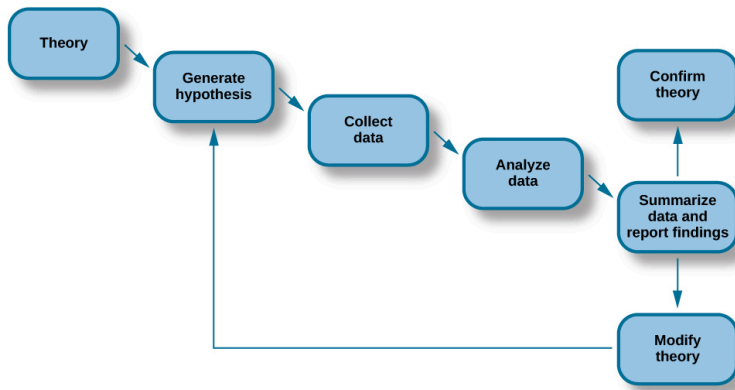 Theory
Generate
hypothesis
Collect
data
Analyze
data
Summarize
data and
report findings
Confirm
theory
Modify
theory